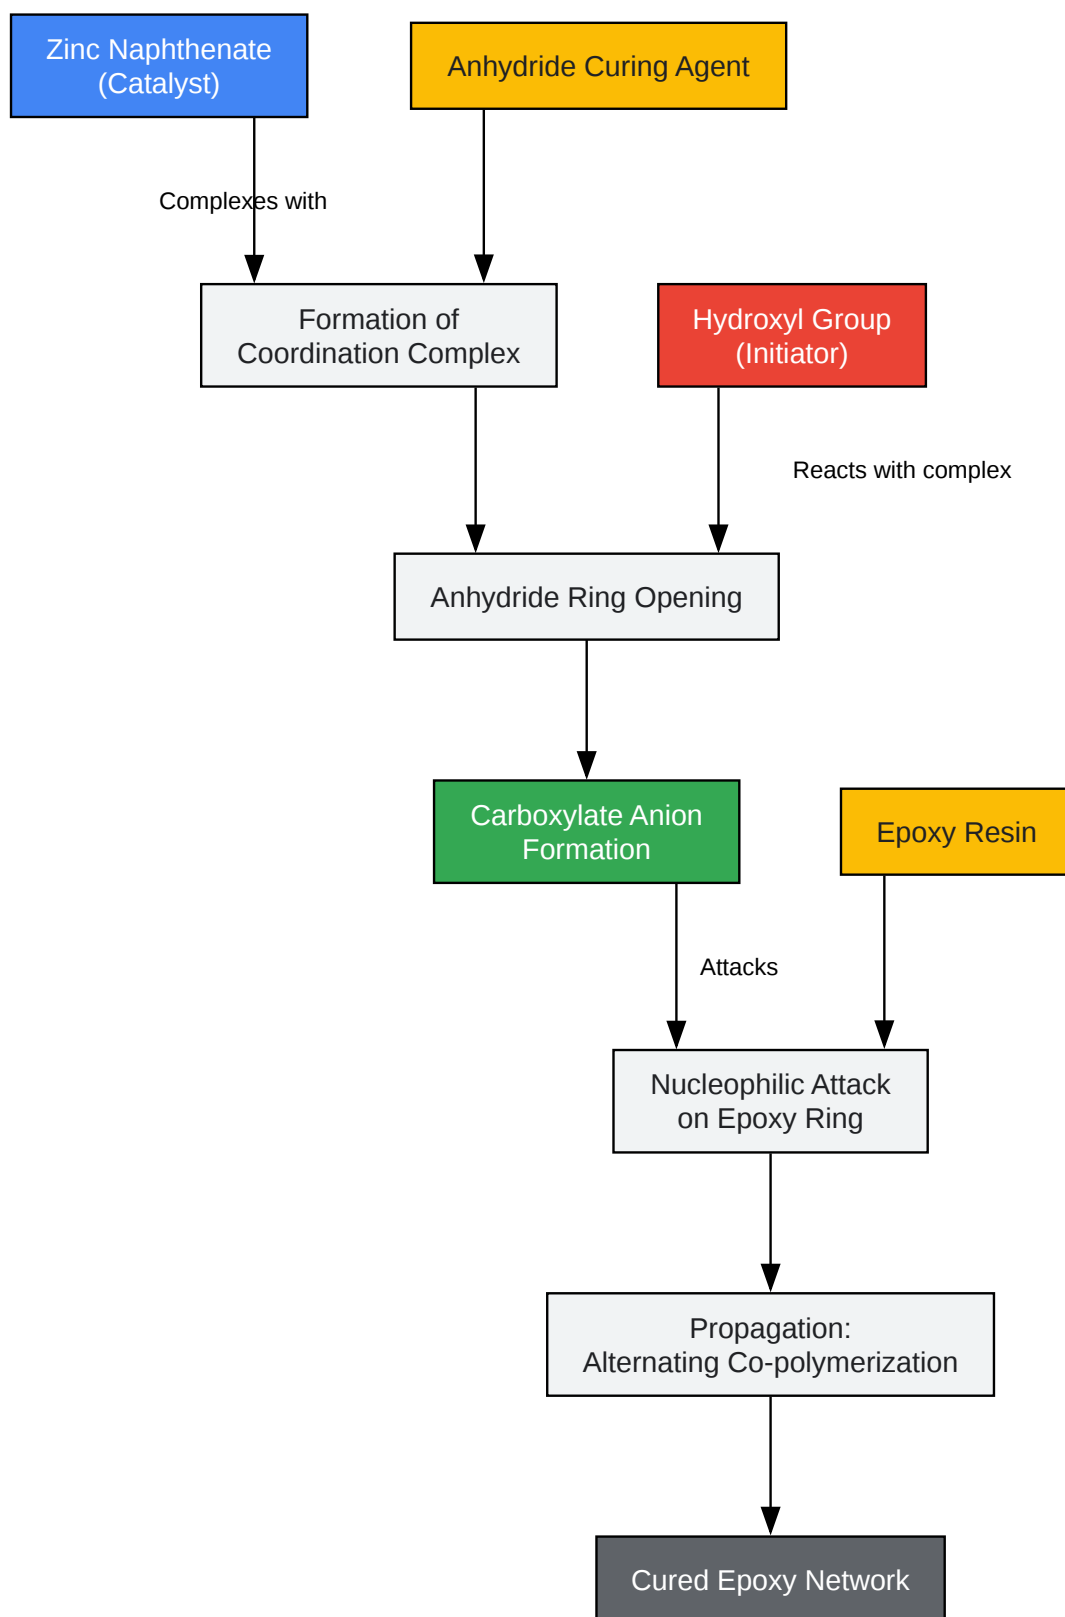 Zinc Naphthenate
(Catalyst)
Anhydride Curing Agent
Complexes with
Formation of
Coordination Complex
Hydroxyl Group
(Initiator)
Reacts with complex
Anhydride Ring Opening
Carboxylate Anion
Formation
Epoxy Resin
Attacks
Nucleophilic Attack
on Epoxy Ring
Propagation:
Alternating Co-polymerization
Cured Epoxy Network